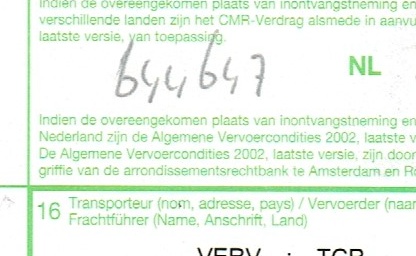 Indien de overeengekomen plaats van inontvangstneming en
verschillende landen zijn het CMR-Verdrag alsmede in aanvu
laatste versie, van toepassing.
644647
NL
Indien de overeengekomen plaats van inontvangstneming en
Nederland zijn de Algemene Vervoercondities 2002, laatste v
De Algemene Vervoercondities 2002, laatste versie, zijn door
griffie van de arrondissementsrechtbank te Amsterdam en Ro
16 Transporteur (nom, adresse, pays) / Vervoerder (naar
Frachtführer (Name, Anschrift, Land)